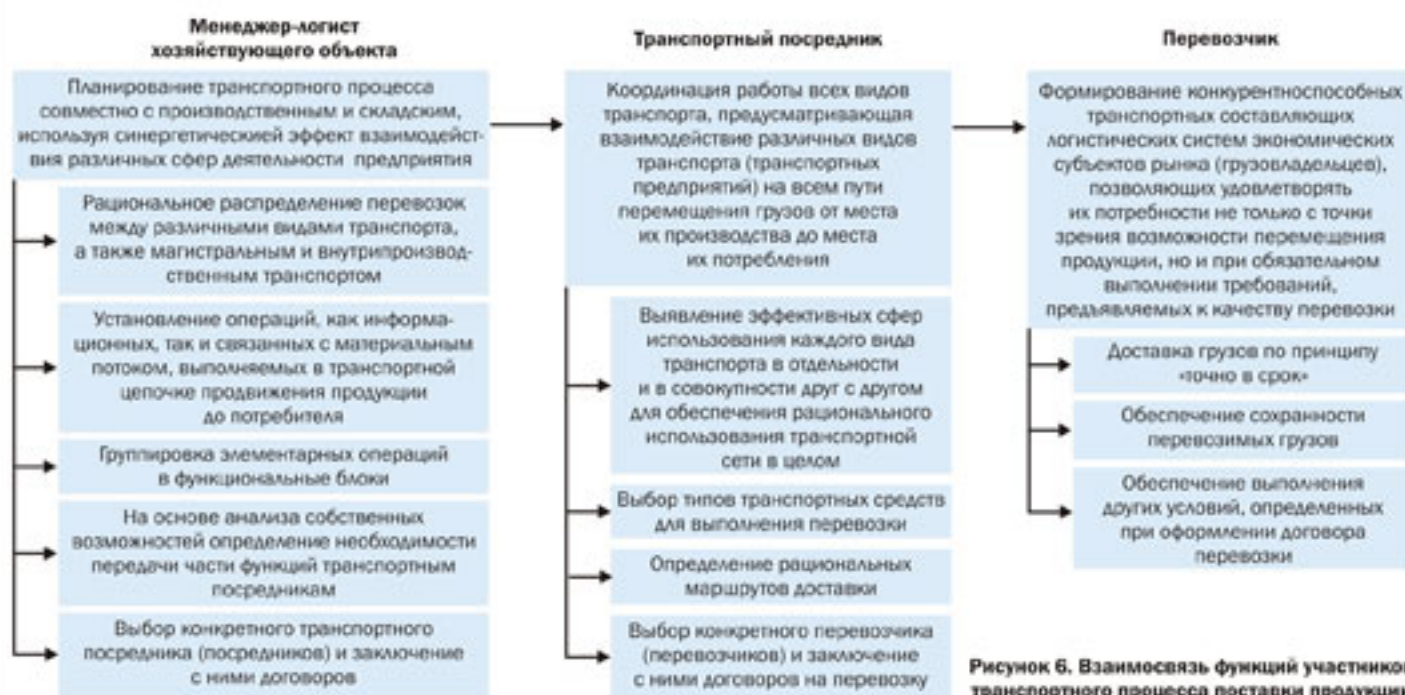 Менеджер-логист
хозяйствующего объекта
Планирование транспортного процесса
совместно с производственным и складским,
используя синергетическией эффект взаимодейст-
вия различных сфер деятельности предприятия
Рациональное распределение перевозок
между различными видами транспорта,
а также магистральным и внутрипроизвод-
ственным транспортом
Установление операций, как информа-
ционных, так и связанных с материальным
потоком, выполняемых в транспортной
цепочке продвижения продукции
до потребителя
Группировка элементарных операций
в функциональные блоки
На основе анализа собственных
возможностей определение необходимости
передачи части функций транспортным
посредникам
Выбор конкретного транспортного
посредника (посредников) и заключение
с ними договоров
Транспортный посредник
Координация работы всех видов
транспорта, предусматривающая
взаимодействие различных видов
транспорта (транспортных
предприятий) на всем пути
перемещения грузов от места
их производства до места
их потребления
Выявление эффективных сфер
использования каждого вида
транспорта в отдельности
и в совокупности друг с другом
для обеспечения рационального
использования транспортной
сети в целом
Выбор типов транспортных средств
для выполнения перевозки
Определение рациональных
маршрутов доставки
Выбор конкретного перевозчика
(перевозчиков) и заключение
с ними договоров на перевозку
Перевозчик
Формирование конкурентноспособных
транспортных составляющих
логистических систем экономических
субъектов рынка (грузовладельцев),
позволяющих удовлетворять
их потребности не только с точки
зрения возможности перемещения
продукции, но и при обязательном
выполнении требований,
предъявляемых к качеству перевозки
Доставка грузов по принципу
«точно в срок»
Обеспечение сохранности
перевозимых грузов
Обеспечение выполнения
других условий, определенных
при оформлении договора
перевозки
Рисунок 6. Взаимосвязь функций участников
транспортного процесса поставки продукции